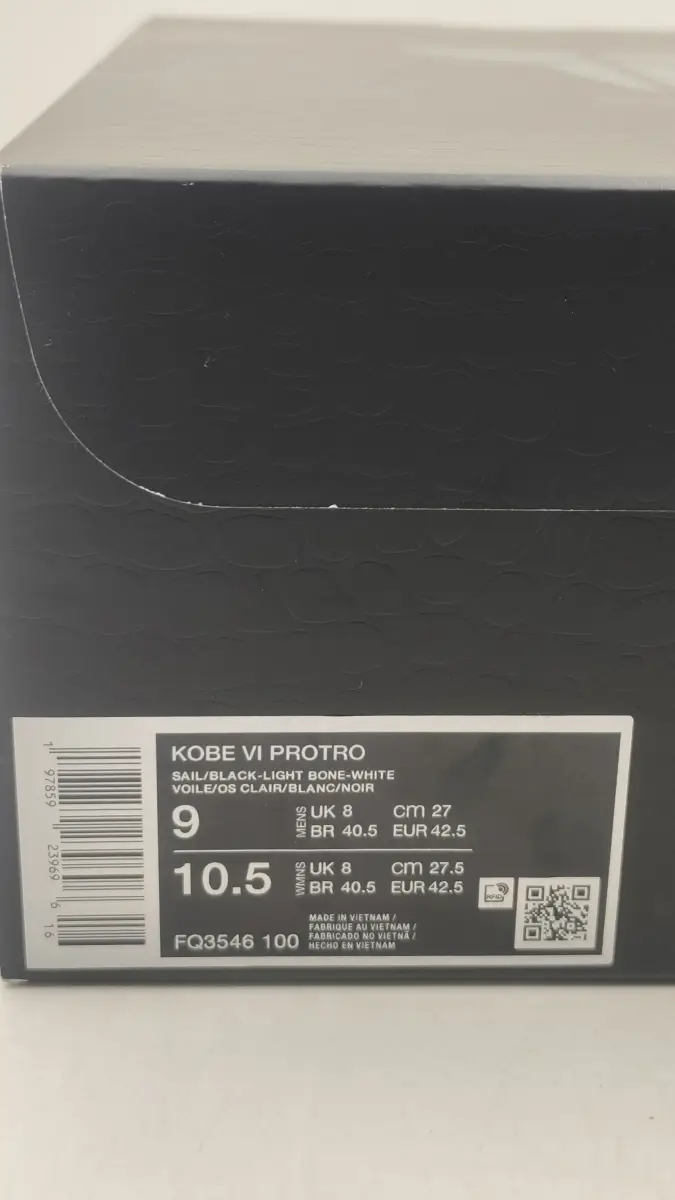 KOBE VI PROTRO
SAIL/BLACK-LIGHT BONE-WHITE
VOILE/OS CLAIR/BLANC/NOIR
9 MENS UK 8 cm 27
BR 40.5 EUR 42.5
10.5 WMNS UK 8 cm 27.5
BR 40.5 EUR 42.5
FQ3546 100
MADE IN VIETNAM /
FABRIQUE AU VIETNAM /
FABRICADO NO VIETNÃ /
HECHO EN VIETNAM
RFID
1 97859 23969 6
16